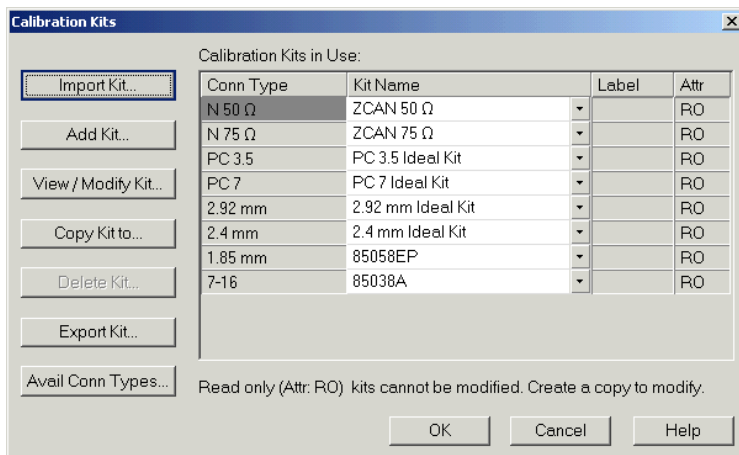 Calibration Kits
Calibration Kits in Use:
Import Kit...
Add Kit...
View / Modify Kit...
Copy Kit to...
Delete Kit...
Export Kit...
Avail Conn Types...
Conn Type Kit Name Label Attr
N 50 Ω ZCAN 50 Ω RO
N 75 Ω ZCAN 75 Ω RO
PC 3.5 PC 3.5 Ideal Kit RO
PC 7 PC 7 Ideal Kit RO
2.92 mm 2.92 mm Ideal Kit RO
2.4 mm 2.4 mm Ideal Kit RO
1.85 mm 85058EP RO
7-16 85038A RO
Read only (Attr: RO) kits cannot be modified. Create a copy to modify.
OK Cancel Help